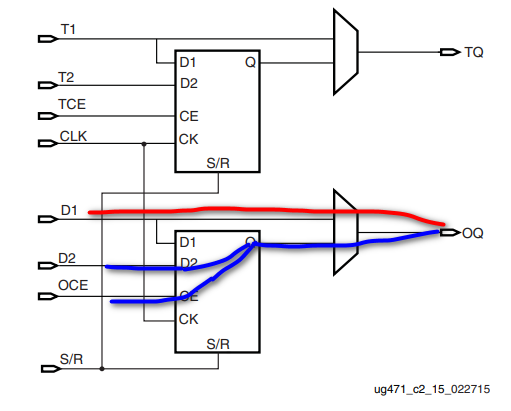 T1
D1 Q TQ
T2 D2
TCE CE
CLK CK
S/R
D1
D1 Q OQ
D2 D2
OCE CE
CK
S/R S/R
ug471_c2_15_022715